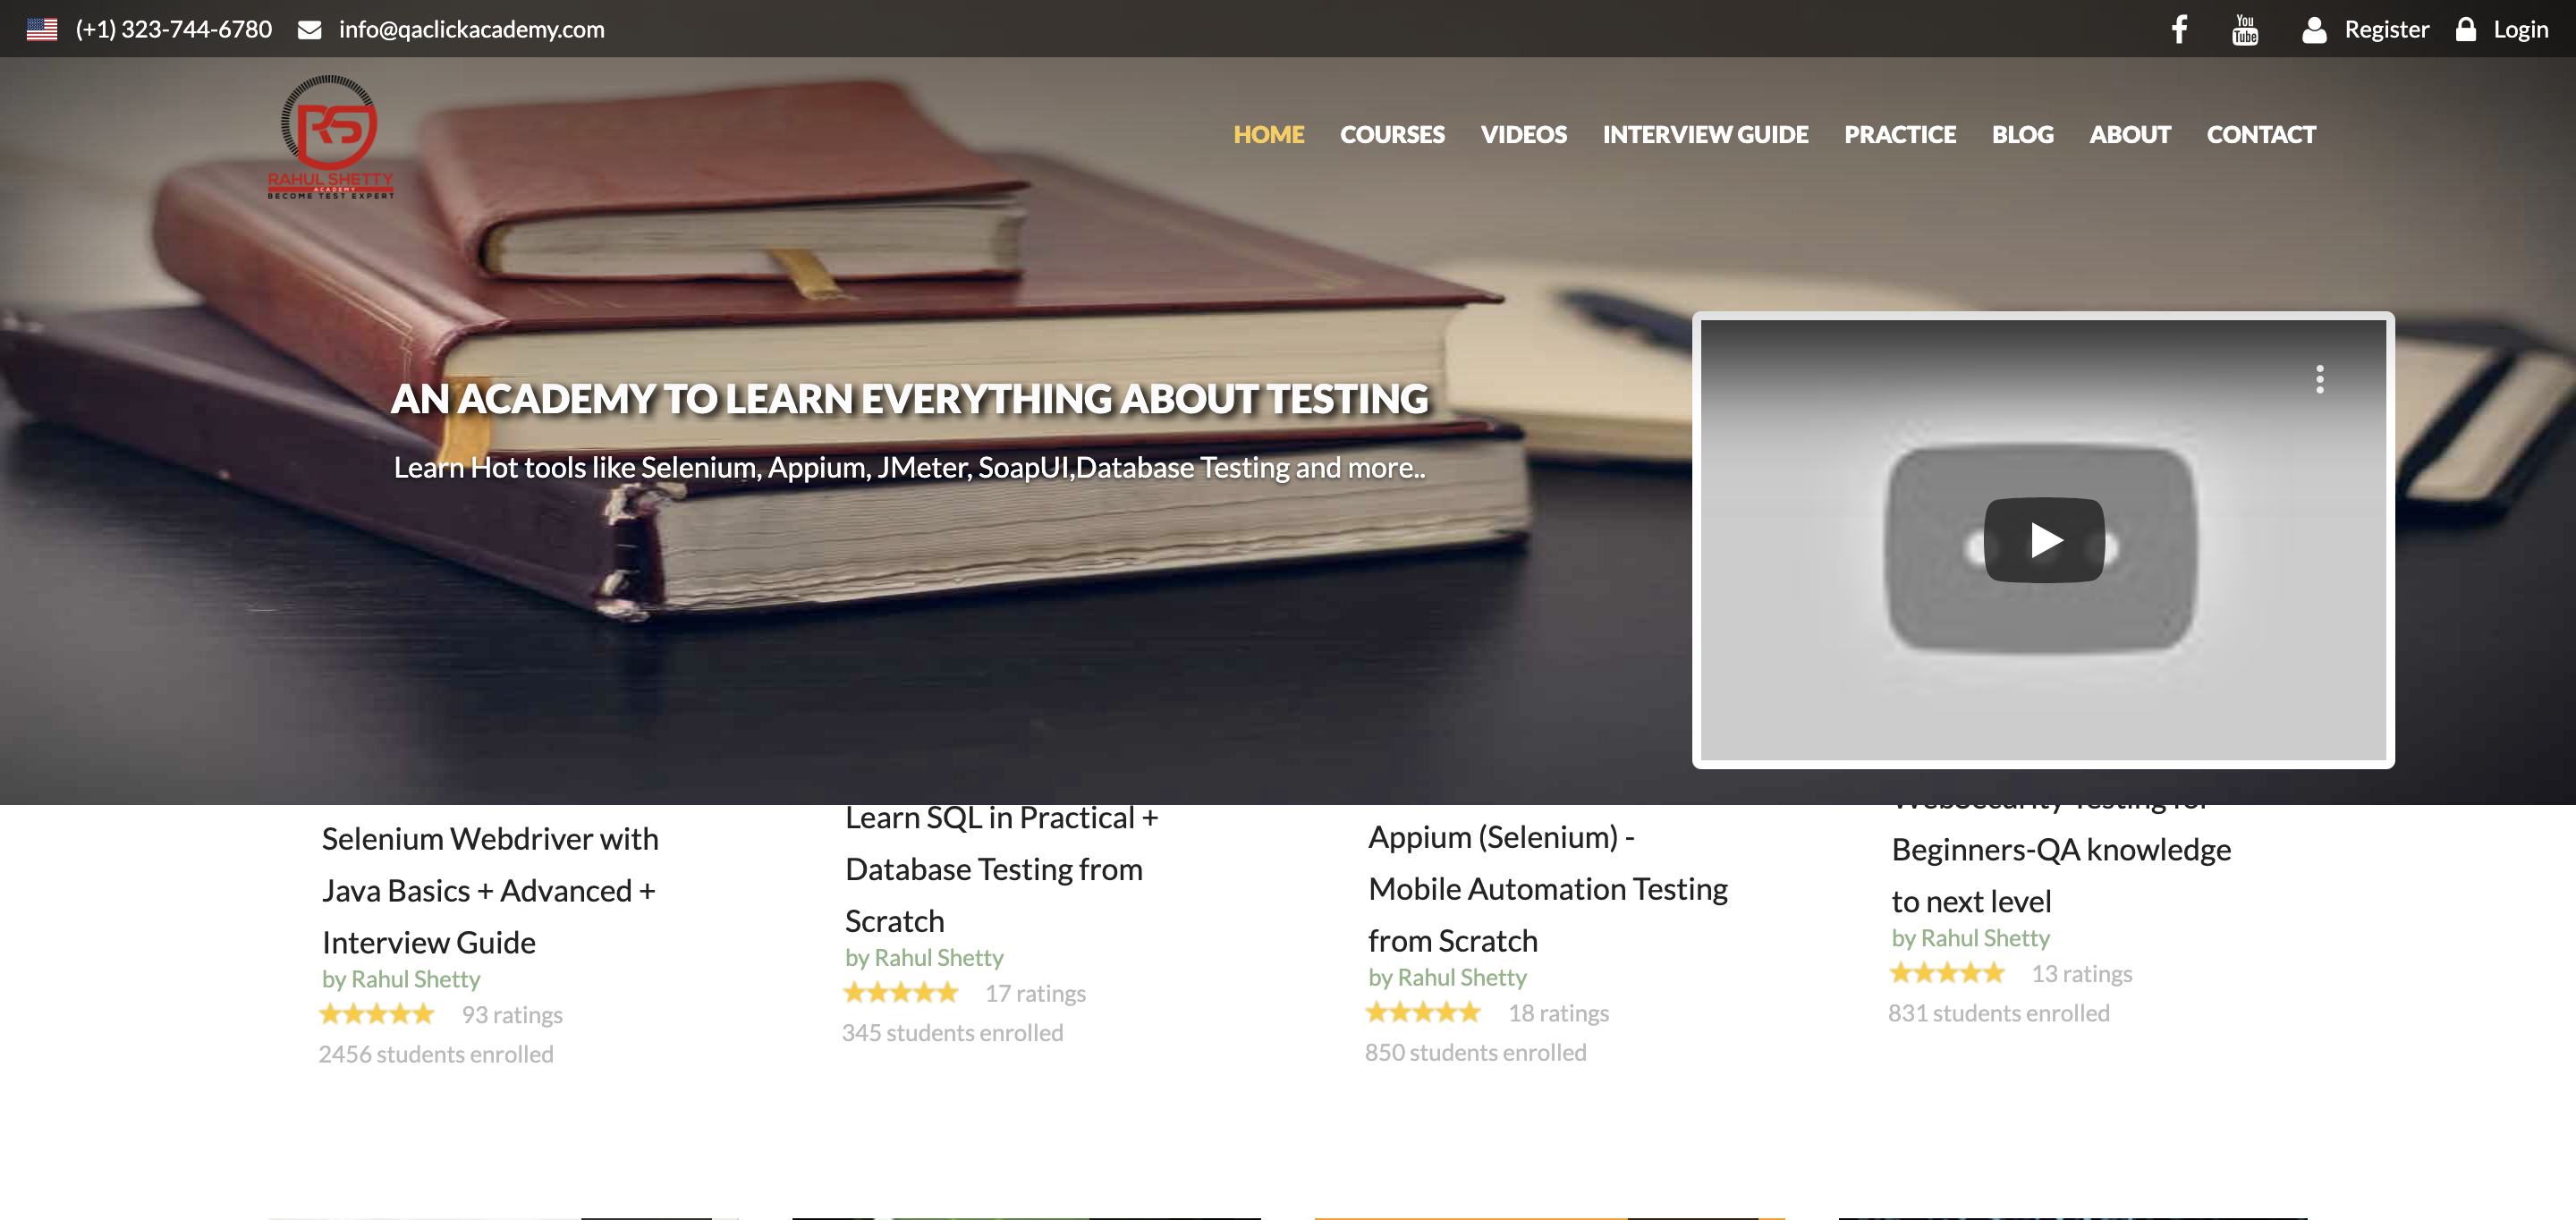 (+1) 323-744-6780 info@qaclickacademy.com You Tube Register Login
RS
RAHUL SHETTY
ACADEMY
BECOME TEST EXPERT
HOME COURSES VIDEOS INTERVIEW GUIDE PRACTICE BLOG ABOUT CONTACT
AN ACADEMY TO LEARN EVERYTHING ABOUT TESTING
Learn Hot tools like Selenium, Appium, JMeter, SoapUI,Database Testing and more..
Selenium Webdriver with
Java Basics + Advanced +
Interview Guide
by Rahul Shetty
93 ratings
2456 students enrolled
Learn SQL in Practical +
Database Testing from
Scratch
by Rahul Shetty
17 ratings
345 students enrolled
Appium (Selenium) -
Mobile Automation Testing
from Scratch
by Rahul Shetty
18 ratings
850 students enrolled
WebSecurity Testing for
Beginners-QA knowledge
to next level
by Rahul Shetty
13 ratings
831 students enrolled